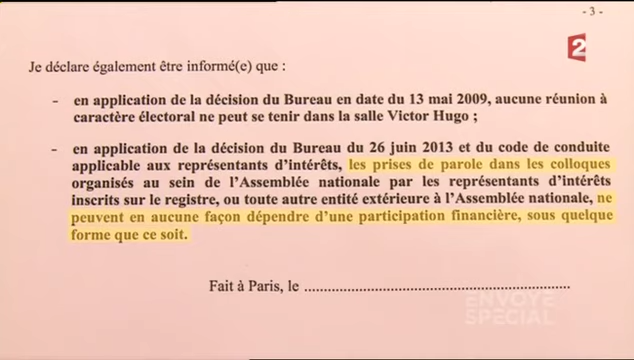 - 3 -
2
Je déclare également être informé(e) que :
- en application de la décision du Bureau en date du 13 mai 2009, aucune réunion à
caractère électoral ne peut se tenir dans la salle Victor Hugo ;
- en application de la décision du Bureau du 26 juin 2013 et du code de conduite
applicable aux représentants d'intérêts, les prises de parole dans les colloques
organisés au sein de l'Assemblée nationale par les représentants d'intérêts
inscrits sur le registre, ou toute autre entité extérieure à l'Assemblée nationale, ne
peuvent en aucune façon dépendre d'une participation financière, sous quelque
forme que ce soit.
Fait à Paris, le ..................................................................
ENVOYÉ
SPÉCIAL